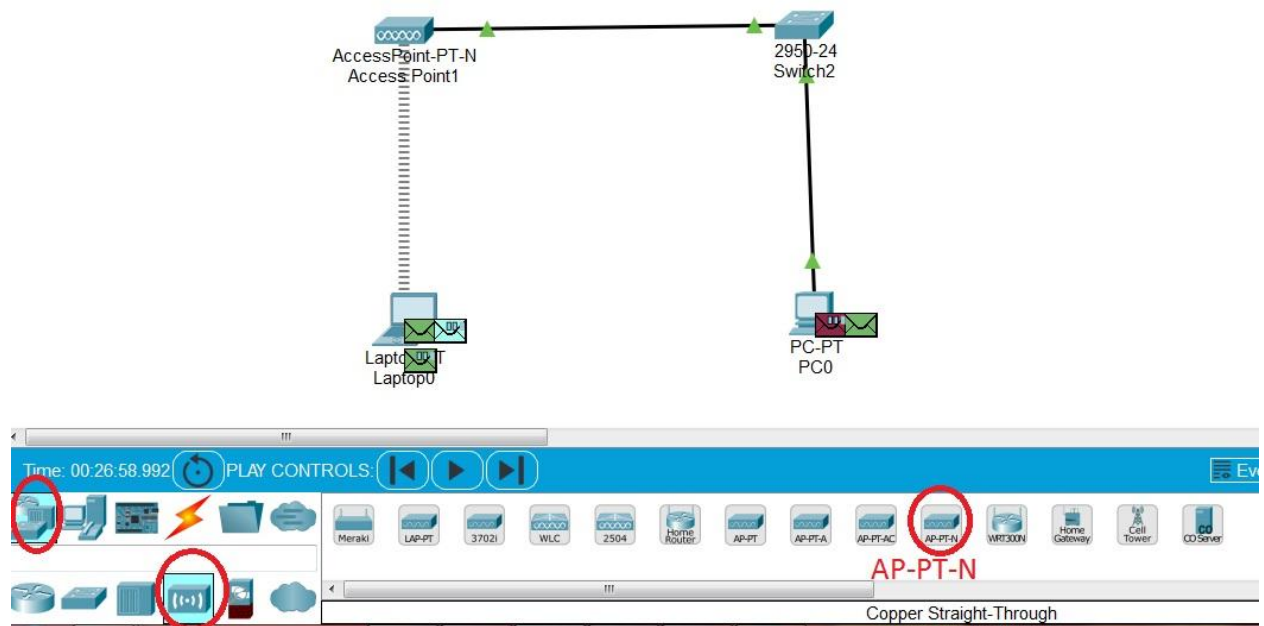 AccessPoint-PT-N
Access Point1
2950-24
Switch2
Laptop0
PC-PT
PC0
Time: 00:26:58.992
PLAY CONTROLS:
Meraki
LAP-PT
3702i
WLC
2504
Home
Router
AP-PT
AP-PT-A
AP-PT-AC
AP-PT-N
WRT300N
Home
Gateway
Cell
Tower
CO
CO Server
AP-PT-N
Copper Straight-Through